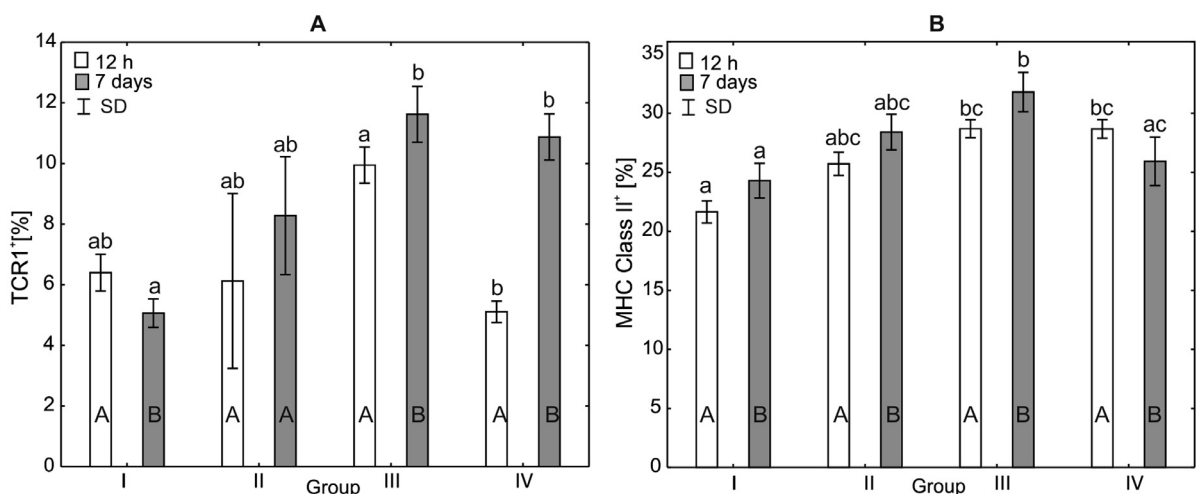 A
14
12
10
8
6
4
2
0
TCR1⁺[%]
12 h
7 days
SD
ab
a
ab
ab
a
b
b
b
A
B
A
A
A
B
A
B
I
II
III
IV
Group
B
35
30
25
20
15
10
5
0
MHC Class II⁺ [%]
12 h
7 days
SD
a
a
abc
abc
bc
b
bc
ac
A
B
A
B
A
B
A
B
I
II
III
IV
Group